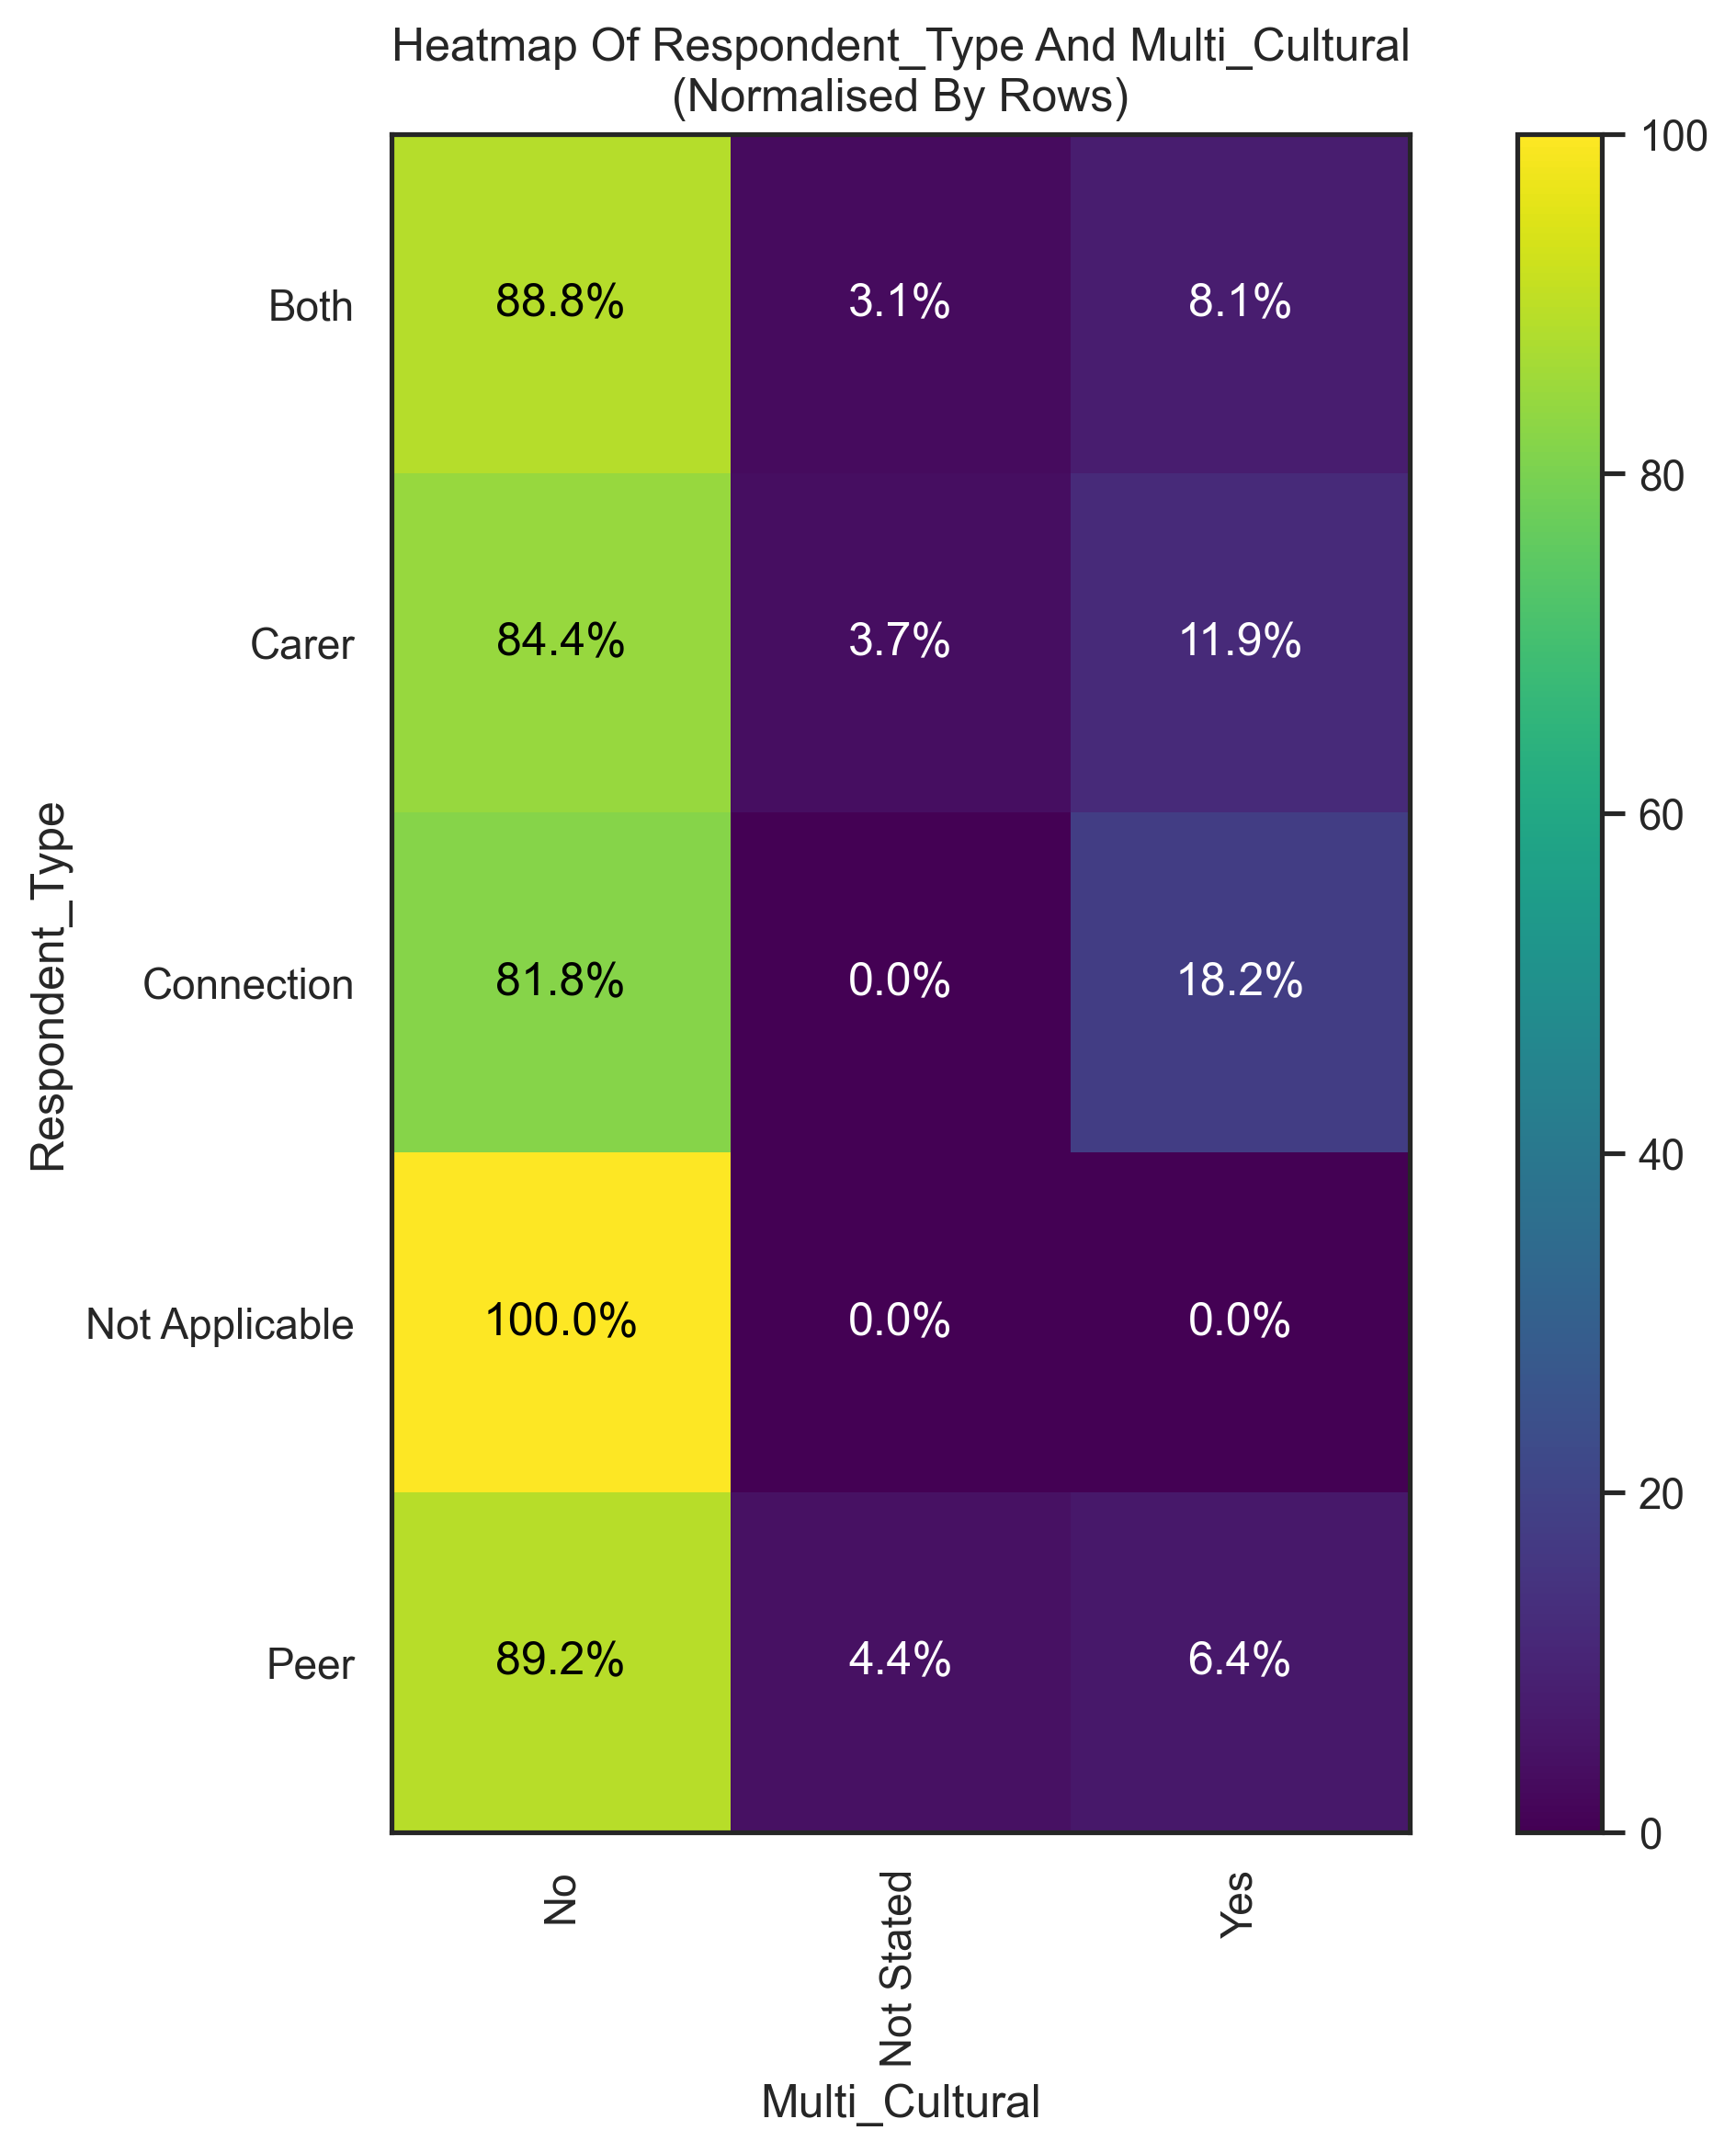 Heatmap Of Respondent_Type And Multi_Cultural
(Normalised By Rows)
Respondent_Type
Both
88.8%
3.1%
8.1%
Carer
84.4%
3.7%
11.9%
Connection
81.8%
0.0%
18.2%
Not Applicable
100.0%
0.0%
0.0%
Peer
89.2%
4.4%
6.4%
No
Not Stated
Yes
Multi_Cultural
100
80
60
40
20
0